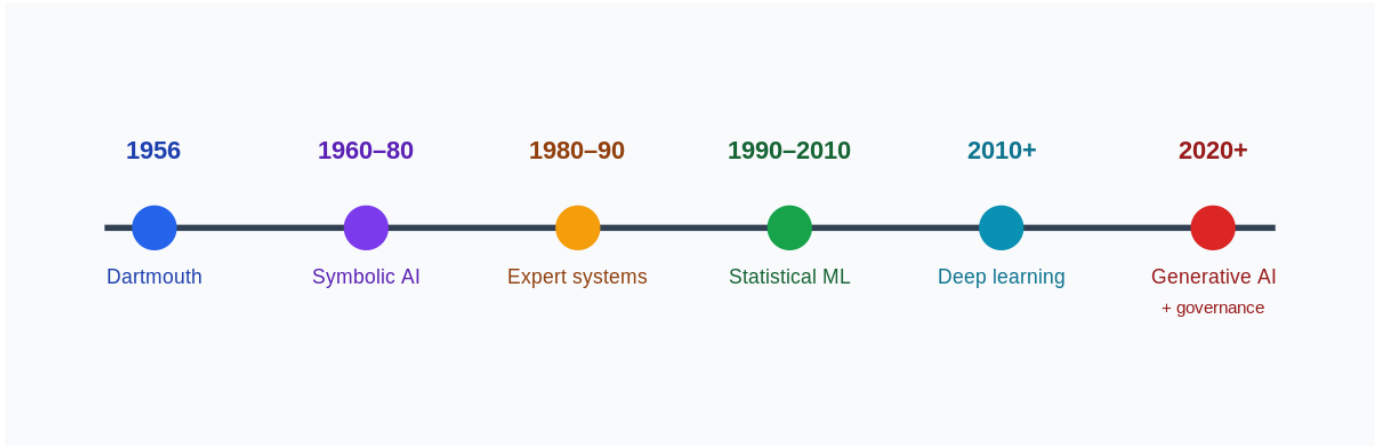 1956
1960–80
1980–90
1990–2010
2010+
2020+
Dartmouth
Symbolic AI
Expert systems
Statistical ML
Deep learning
Generative AI
+ governance